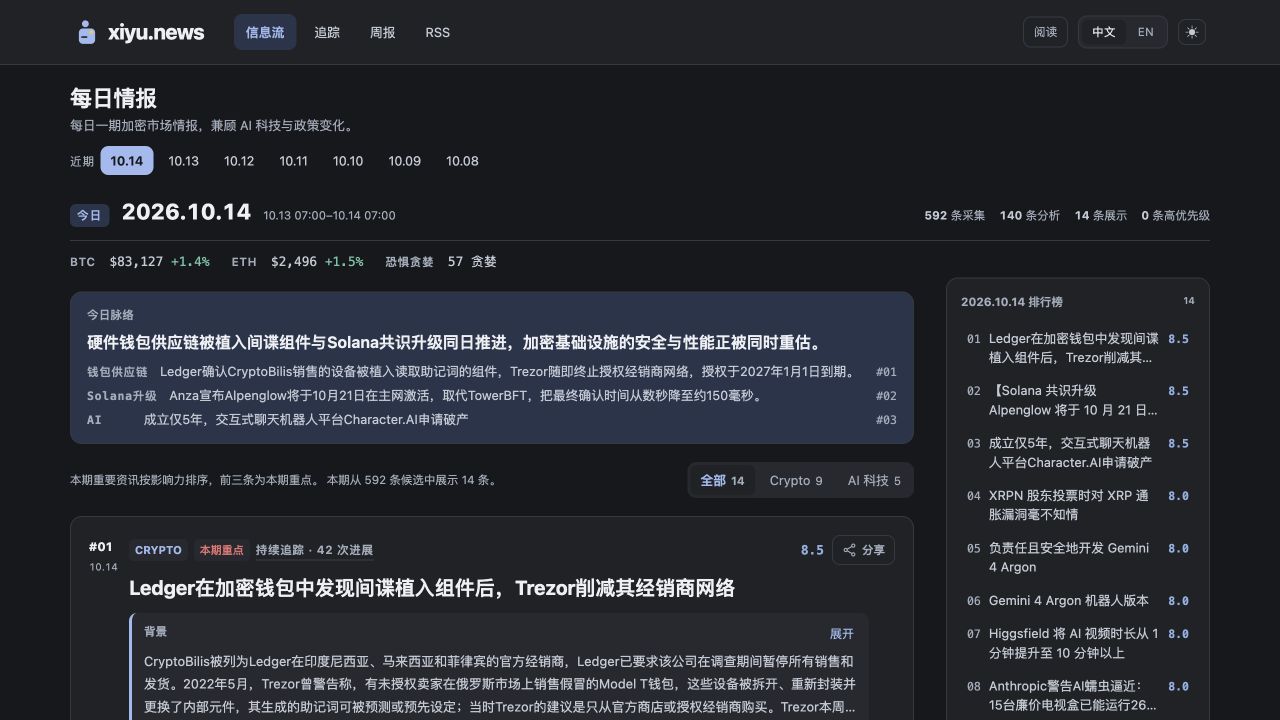 xiyu.news 信息流 追踪 周报 RSS 阅读 中文 EN
每日情报
每日一期加密市场情报，兼顾 AI 科技与政策变化。
近期 10.14 10.13 10.12 10.11 10.10 10.09 10.08
今日 2026.10.14 10.13 07:00–10.14 07:00 592 条采集 140 条分析 14 条展示 0 条高优先级
BTC $83,127 +1.4% ETH $2,496 +1.5% 恐惧贪婪 57 贪婪
今日脉络
硬件钱包供应链被植入间谍组件与Solana共识升级同日推进，加密基础设施的安全与性能正被同时重估。
钱包供应链 Ledger确认CryptoBilis销售的设备被植入读取助记词的组件，Trezor随即终止授权经销商网络，授权于2027年1月1日到期。 #01
Solana升级 Anza宣布Alpenglow将于10月21日在主网激活，取代TowerBFT，把最终确认时间从数秒降至约150毫秒。 #02
AI 成立仅5年，交互式聊天机器人平台Character.AI申请破产 #03
本期重要资讯按影响力排序，前三条为本期重点。 本期从 592 条候选中展示 14 条。
全部 14 Crypto 9 AI 科技 5
#01 CRYPTO 本期重点 持续追踪 · 42 次进展 8.5 分享
10.14
Ledger在加密钱包中发现间谍植入组件后，Trezor削减其经销商网络
背景 展开
CryptoBilis被列为Ledger在印度尼西亚、马来西亚和菲律宾的官方经销商，Ledger已要求该公司在调查期间暂停所有销售和
发货。2022年5月，Trezor曾警告称，有未授权卖家在俄罗斯市场上销售假冒的Model T钱包，这些设备被拆开、重新封装并
更换了内部元件，其生成的助记词可被预测或预先设定；当时Trezor的建议是只从官方商店或授权经销商购买。Trezor本周...
2026.10.14 排行榜 14
01 Ledger在加密钱包中发现间谍 8.5
植入组件后，Trezor削减其...
02 【Solana 共识升级 8.5
Alpenglow 将于 10 月 21 日...
03 成立仅5年，交互式聊天机器 8.5
人平台Character.AI申请破产
04 XRPN 股东投票时对 XRP 通 8.0
胀漏洞毫不知情
05 负责任且安全地开发 Gemini 8.0
4 Argon
06 Gemini 4 Argon 机器人版本 8.0
07 Higgsfield 将 AI 视频时长从 1 8.0
分钟提升至 10 分钟以上
08 Anthropic警告AI蠕虫逼近： 8.0
15台廉价电视盒已能运行26...